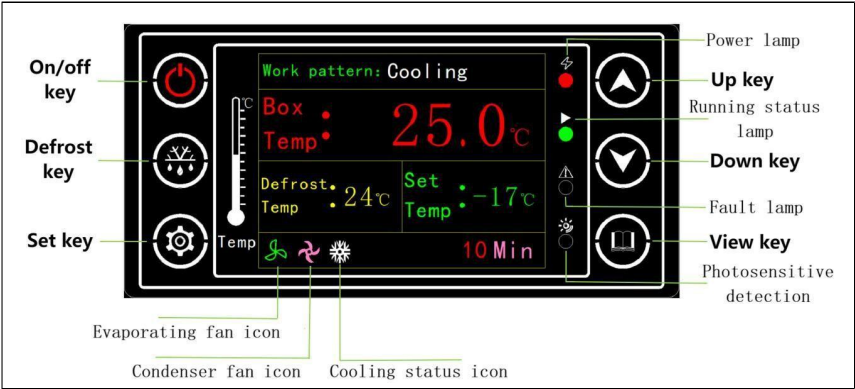 Power lamp
On/off
key
Work pattern: Cooling
Up key
℃
Box
Temp:
25.0℃
Running status
lamp
Defrost
key
Down key
Defrost
Temp
: 24℃
Set
Temp
: -17℃
Fault lamp
Set key
Temp
10 Min
View key
Photosensitive
detection
Evaporating fan icon
Condenser fan icon
Cooling status icon